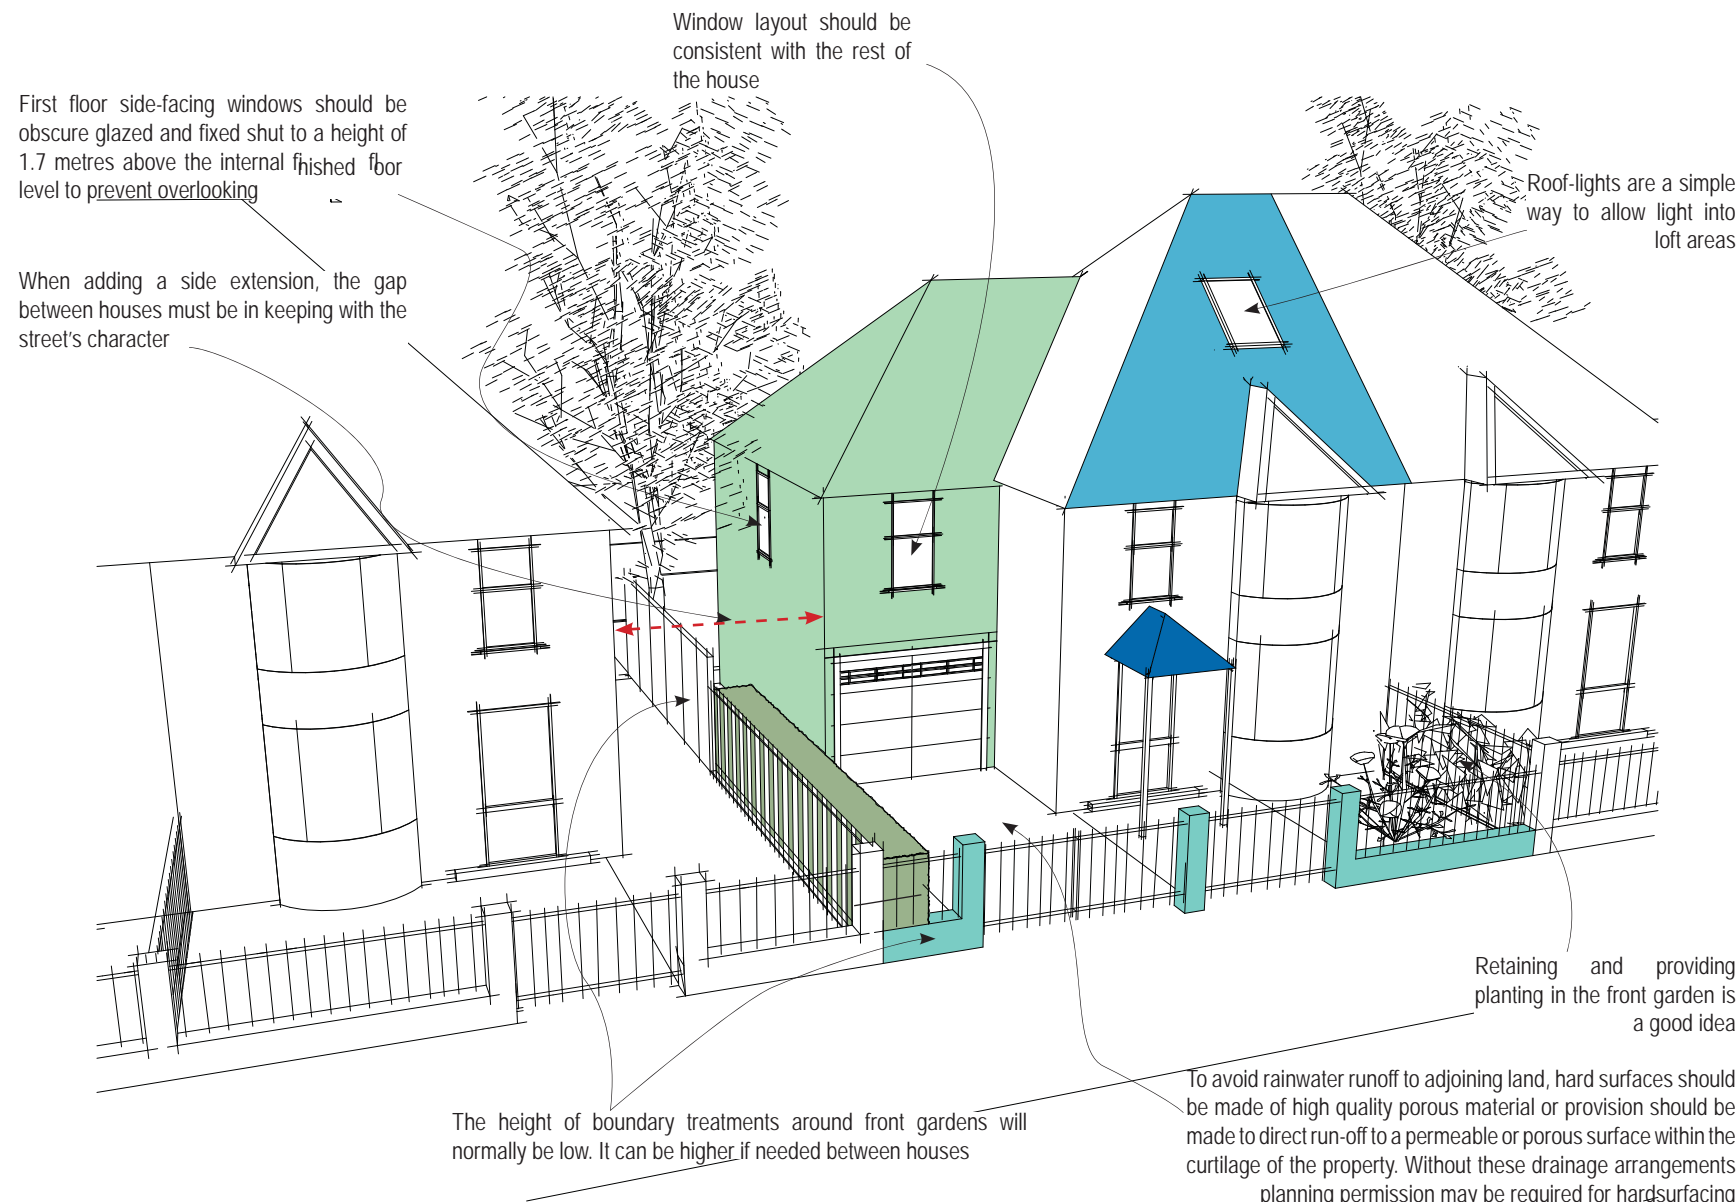 Window layout should be
consistent with the rest of
the house
First floor side-facing windows should be
obscure glazed and fixed shut to a height of
1.7 metres above the internal finished floor
level to prevent overlooking
Roof-lights are a simple
way to allow light into
loft areas
When adding a side extension, the gap
between houses must be in keeping with the
street's character
Retaining and providing
planting in the front garden is
a good idea
To avoid rainwater runoff to adjoining land, hard surfaces should
be made of high quality porous material or provision should be
made to direct run-off to a permeable or porous surface within the
curtilage of the property. Without these drainage arrangements
planning permission may be required for hardsurfacing
The height of boundary treatments around front gardens will
normally be low. It can be higher if needed between houses